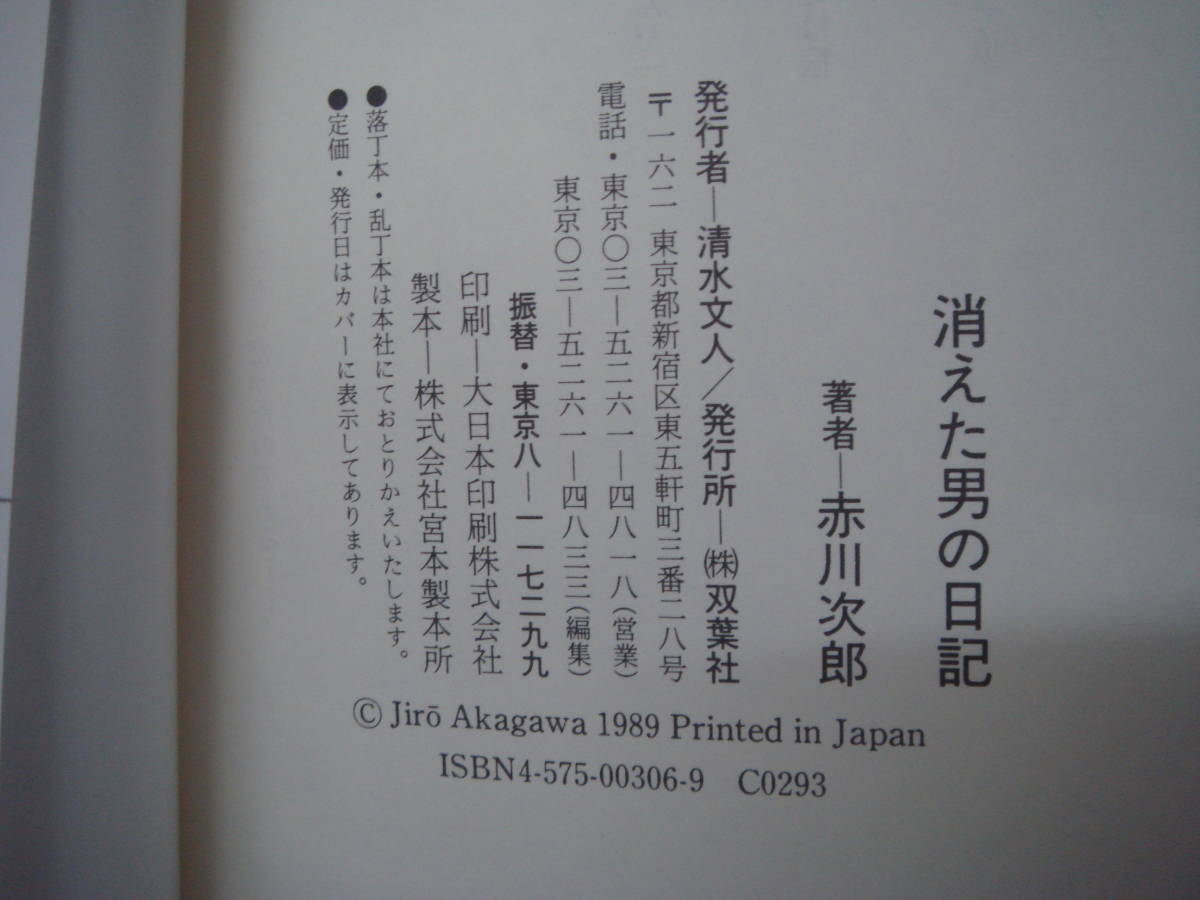 消えた男の日記
著者―赤川次郎
発行者―清水文人/発行所―㈱双葉社
〒一六二 東京都新宿区東五軒町三番二八号
電話・東京〇三―五二六一―四八一八(営業)
東京〇三―五二六一―四八三三(編集)
振替・東京八―一一七二九九
印刷―大日本印刷株式会社
製本―株式会社宮本製本所
●落丁本・乱丁本は本社にておとりかえいたします。
●定価・発行日はカバーに表示してあります。
© Jirō Akagawa 1989 Printed in Japan
ISBN4-575-00306-9 C0293